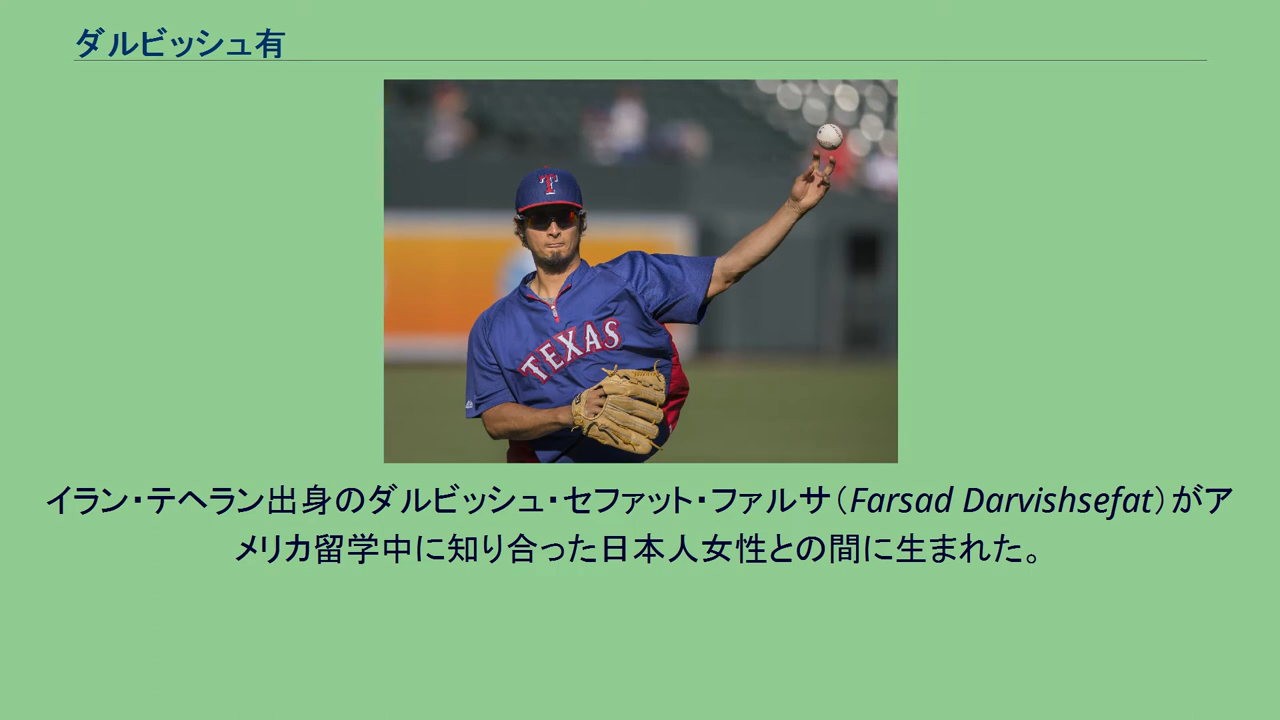 ダルビッシュ有
T
TEXAS
イラン・テヘラン出身のダルビッシュ・セファット・ファルサ（Farsad Darvishsefat）がア
メリカ留学中に知り合った日本人女性との間に生まれた。